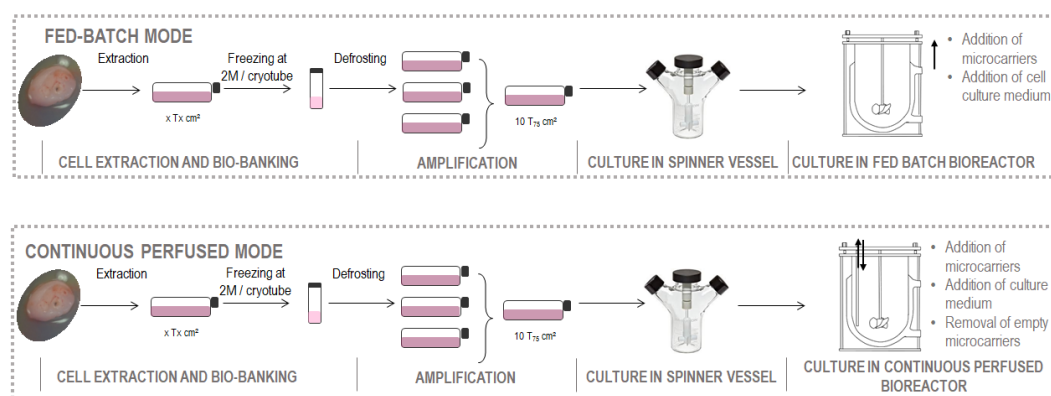 FED-BATCH MODE
Extraction
Freezing at
2M / cryotube
Defrosting
x Tx cm²
10 T₇₅ cm²
• Addition of
microcarriers
• Addition of cell
culture medium
CELL EXTRACTION AND BIO-BANKING
AMPLIFICATION
CULTURE IN SPINNER VESSEL
CULTURE IN FED BATCH BIOREACTOR
CONTINUOUS PERFUSED MODE
Extraction
Freezing at
2M / cryotube
Defrosting
x Tx cm²
10 T₇₅ cm²
• Addition of
microcarriers
• Addition of culture
medium
• Removal of empty
microcarriers
CELL EXTRACTION AND BIO-BANKING
AMPLIFICATION
CULTURE IN SPINNER VESSEL
CULTURE IN CONTINUOUS PERFUSED
BIOREACTOR